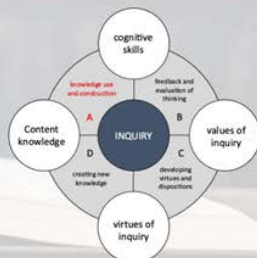 cognitive
skills
knowledge use
and construction
feedback and
evaluation of
thinking
A
B
Content
knowledge
INQUIRY
values of
inquiry
D
C
creating new
knowledge
developing
virtues and
dispositions
virtues of
inquiry